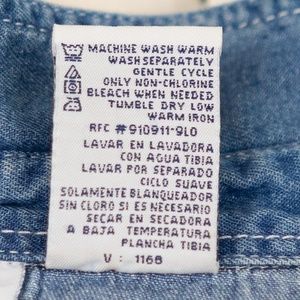 MACHINE WASH WARM
WASH SEPARATELY
GENTLE CYCLE
ONLY NON-CHLORINE
BLEACH WHEN NEEDED
TUMBLE DRY LOW
WARM IRON
RFC #910911-9L0
LAVAR EN LAVADORA
CON AGUA TIBIA
LAVAR POR SEPARADO
CICLO SUAVE
SOLAMENTE BLANQUEADOR
SIN CLORO SI ES NECESARIO
SECAR EN SECADORA
A BAJA TEMPERATURA
PLANCHA TIBIA
V: 1166